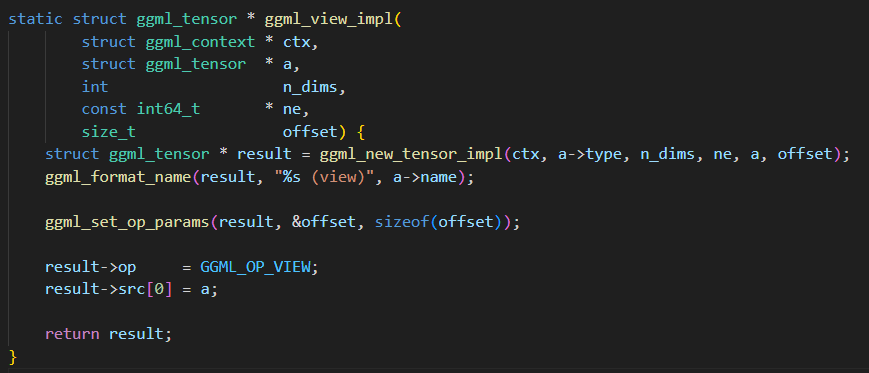 static struct ggml_tensor * ggml_view_impl(
        struct ggml_context * ctx,
        struct ggml_tensor  * a,
        int                   n_dims,
        const int64_t       * ne,
        size_t                offset) {
    struct ggml_tensor * result = ggml_new_tensor_impl(ctx, a->type, n_dims, ne, a, offset);
    ggml_format_name(result, "%s (view)", a->name);

    ggml_set_op_params(result, &offset, sizeof(offset));

    result->op     = GGML_OP_VIEW;
    result->src[0] = a;

    return result;
}